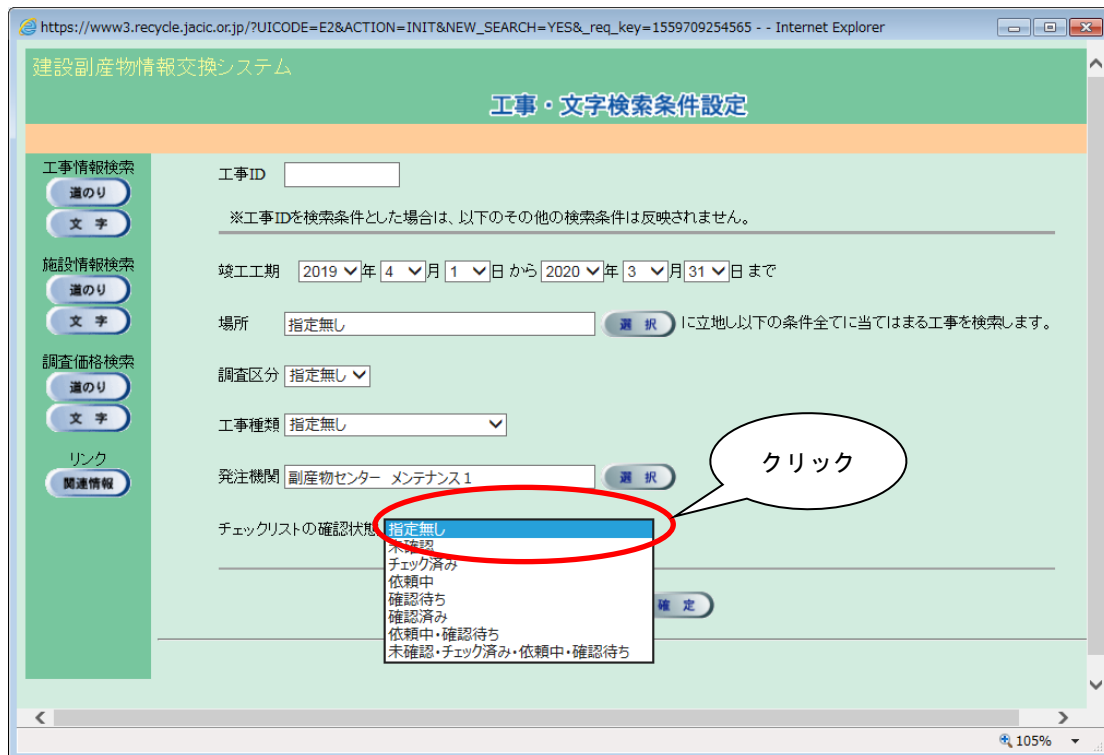 https://www3.recycle.jacic.or.jp/?UICODE=E2&ACTION=INIT&NEW_SEARCH=YES&_req_key=1559709254565 - - Internet Explorer
建設副産物情報交換システム
工事・文字検索条件設定
工事情報検索
道のり
文 字
施設情報検索
道のり
文 字
調査価格検索
道のり
文 字
リンク
関連情報
工事ID
※工事IDを検索条件とした場合は、以下のその他の検索条件は反映されません。
竣工工期 2019 年 4 月 1 日 から 2020 年 3 月 31 日 まで
場所 指定無し 選 択 に立地し以下の条件全てに当てはまる工事を検索します。
調査区分 指定無し
工事種類 指定無し
発注機関 副産物センター メンテナンス1 選 択
クリック
チェックリストの確認状態 指定無し
未確認
チェック済み
依頼中
確認待ち
確認済み
依頼中・確認待ち
未確認・チェック済み・依頼中・確認待ち
確 定
105%